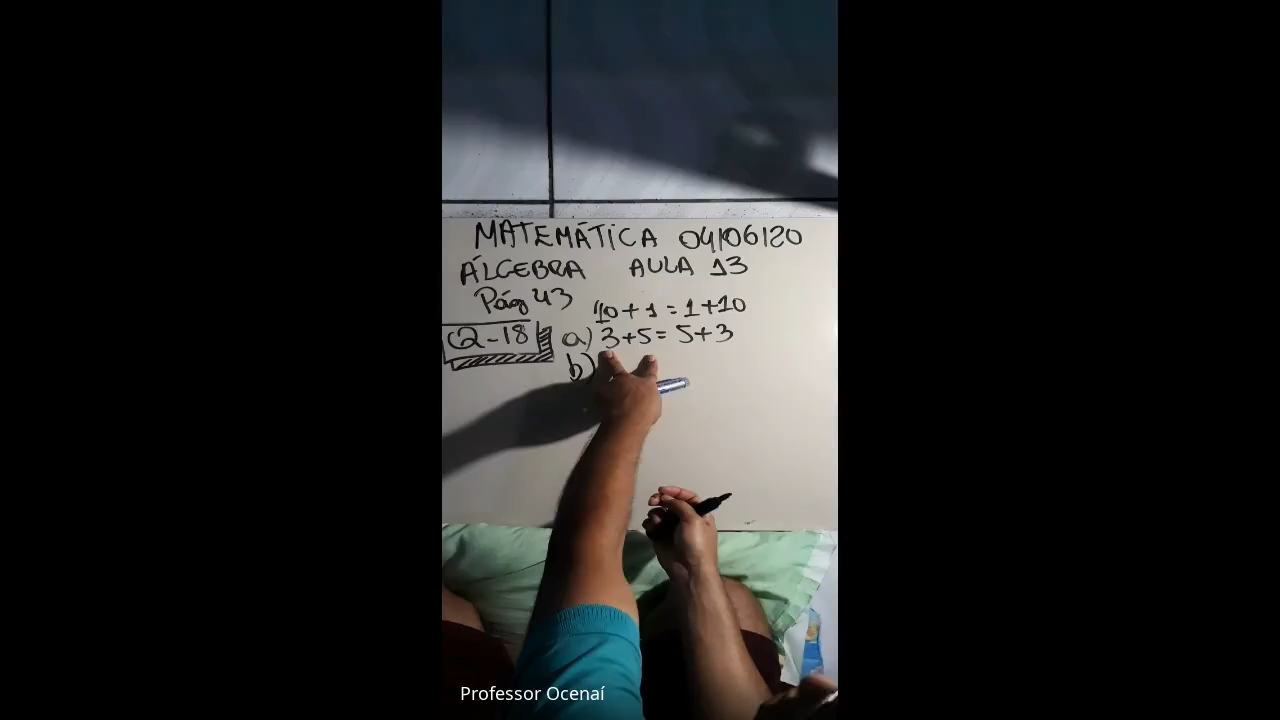 MATEMÁTICA 04/06/20
ÁLGEBRA AULA 13
Pág 43
10+1=1+10
Q-18 a) 3+5=5+3
b)
Professor Ocenaí